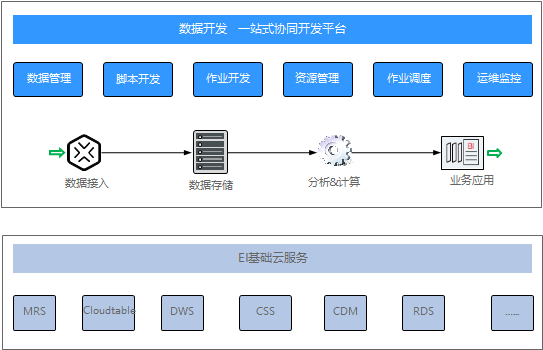 数据开发 一站式协同开发平台
数据管理
脚本开发
作业开发
资源管理
作业调度
运维监控
BI
数据接入
数据存储
分析&计算
业务应用
EI基础云服务
MRS
Cloudtable
DWS
CSS
CDM
RDS
......